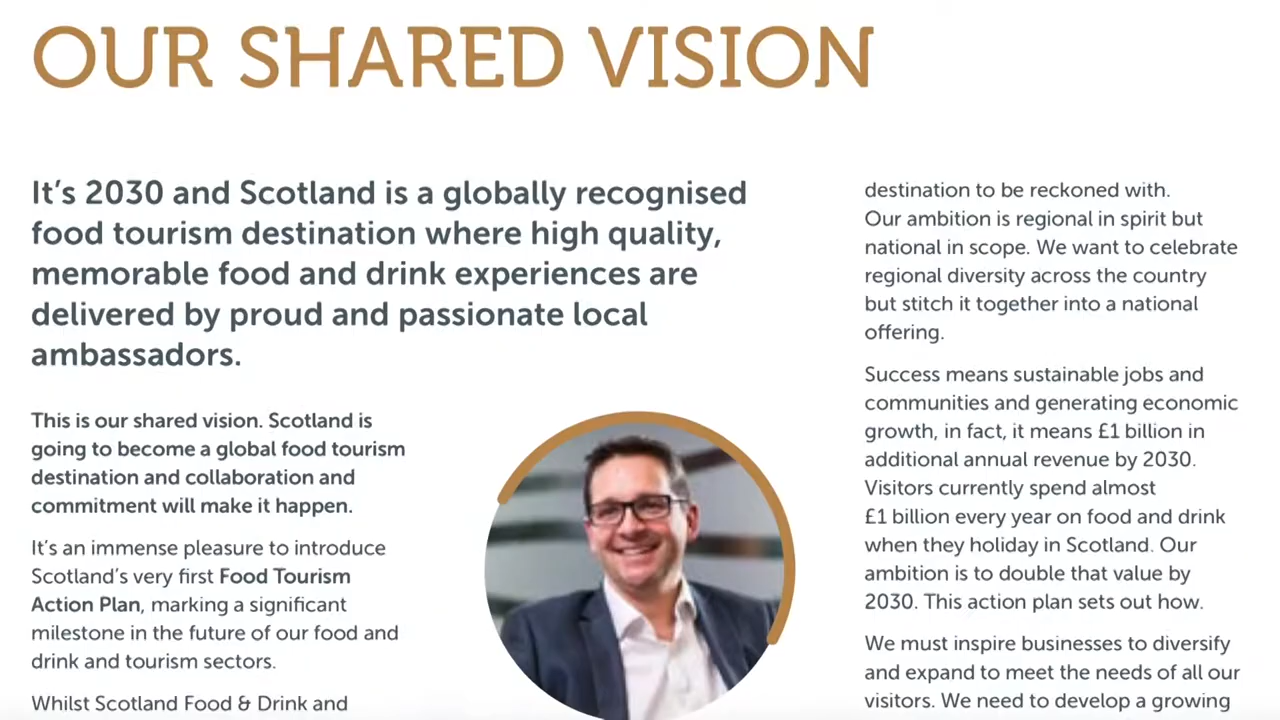 OUR SHARED VISION
It's 2030 and Scotland is a globally recognised
food tourism destination where high quality,
memorable food and drink experiences are
delivered by proud and passionate local
ambassadors.
This is our shared vision. Scotland is
going to become a global food tourism
destination and collaboration and
commitment will make it happen.
It's an immense pleasure to introduce
Scotland's very first Food Tourism
Action Plan, marking a significant
milestone in the future of our food and
drink and tourism sectors.
Whilst Scotland Food & Drink and
destination to be reckoned with.
Our ambition is regional in spirit but
national in scope. We want to celebrate
regional diversity across the country
but stitch it together into a national
offering.
Success means sustainable jobs and
communities and generating economic
growth, in fact, it means £1 billion in
additional annual revenue by 2030.
Visitors currently spend almost
£1 billion every year on food and drink
when they holiday in Scotland. Our
ambition is to double that value by
2030. This action plan sets out how.
We must inspire businesses to diversify
and expand to meet the needs of all our
visitors. We need to develop a growing